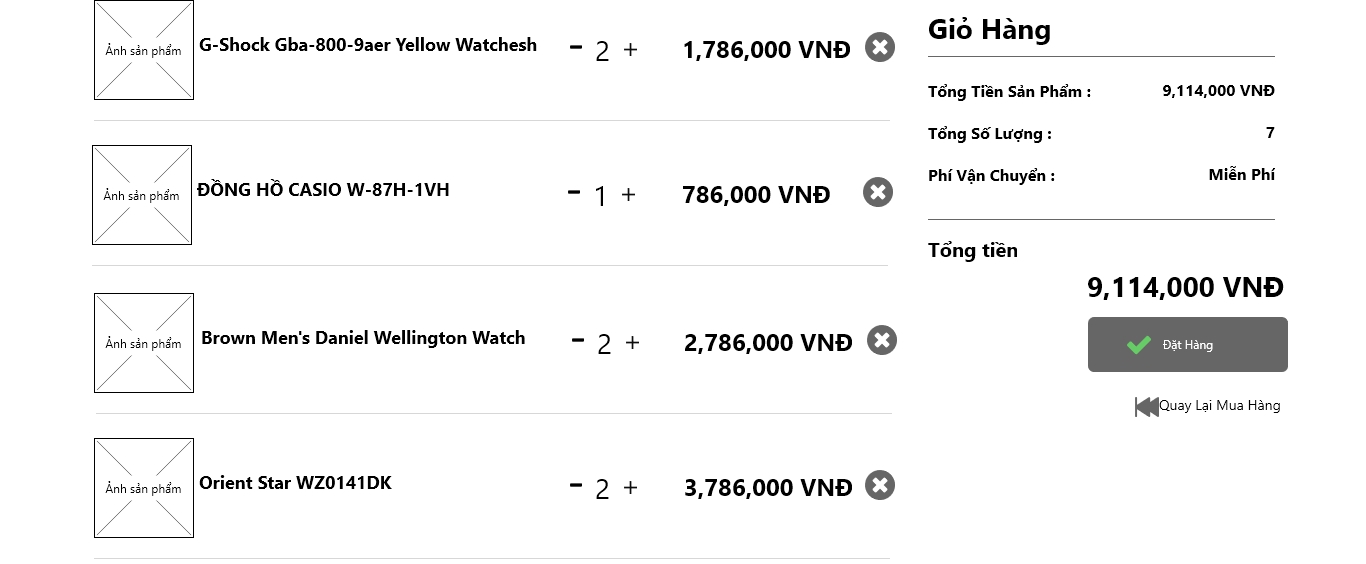 Ảnh sản phẩm
G-Shock Gba-800-9aer Yellow Watchesh
- 2 +
1,786,000 VNĐ
Ảnh sản phẩm
ĐỒNG HỒ CASIO W-87H-1VH
- 1 +
786,000 VNĐ
Ảnh sản phẩm
Brown Men's Daniel Wellington Watch
- 2 +
2,786,000 VNĐ
Ảnh sản phẩm
Orient Star WZ0141DK
- 2 +
3,786,000 VNĐ
Giỏ Hàng
Tổng Tiền Sản Phẩm : 9,114,000 VNĐ
Tổng Số Lượng : 7
Phí Vận Chuyển : Miễn Phí
Tổng tiền
9,114,000 VNĐ
Đặt Hàng
Quay Lại Mua Hàng